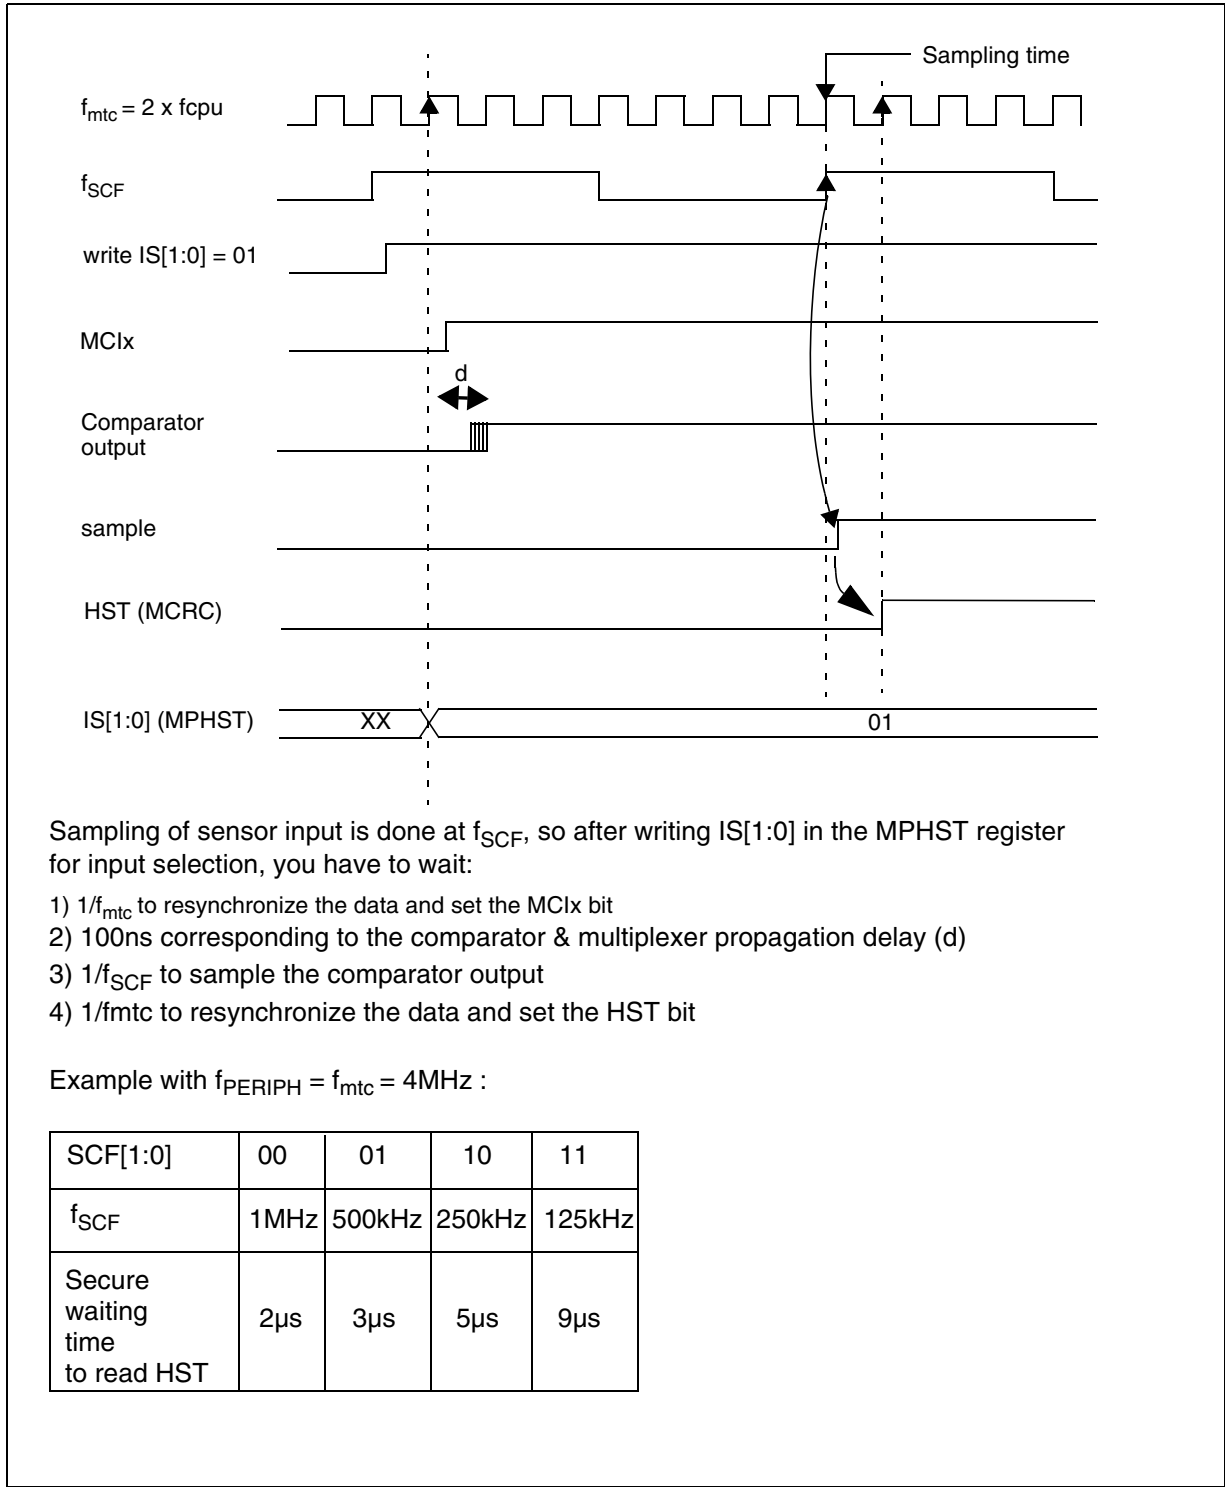 Sampling time
fmtc = 2 x fcpu
fSCF
write IS[1:0] = 01
MCIx
d
Comparator
output
sample
HST (MCRC)
IS[1:0] (MPHST)
XX
01
Sampling of sensor input is done at fSCF, so after writing IS[1:0] in the MPHST register
for input selection, you have to wait:
1) 1/fmtc to resynchronize the data and set the MCIx bit
2) 100ns corresponding to the comparator & multiplexer propagation delay (d)
3) 1/fSCF to sample the comparator output
4) 1/fmtc to resynchronize the data and set the HST bit
Example with fPERIPH = fmtc = 4MHz :
SCF[1:0] 00 01 10 11
fSCF 1MHz 500kHz 250kHz 125kHz
Secure
waiting
time
to read HST
2µs 3µs 5µs 9µs